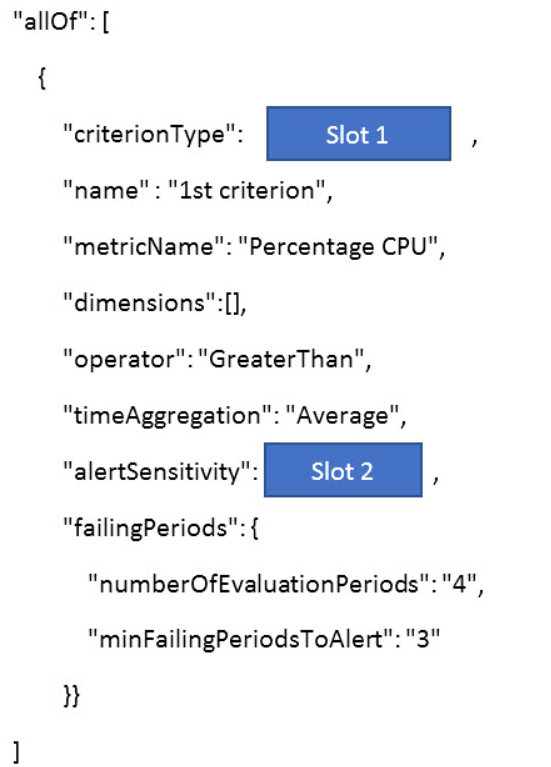 "allOf": [
{
"criterionType": Slot 1 ,
"name" : "1st criterion",
"metricName": "Percentage CPU",
"dimensions":[],
"operator": "GreaterThan",
"timeAggregation": "Average",
"alertSensitivity": Slot 2 ,
"failingPeriods": {
"numberOfEvaluationPeriods": "4",
"minFailingPeriodsToAlert": "3"
}}
]